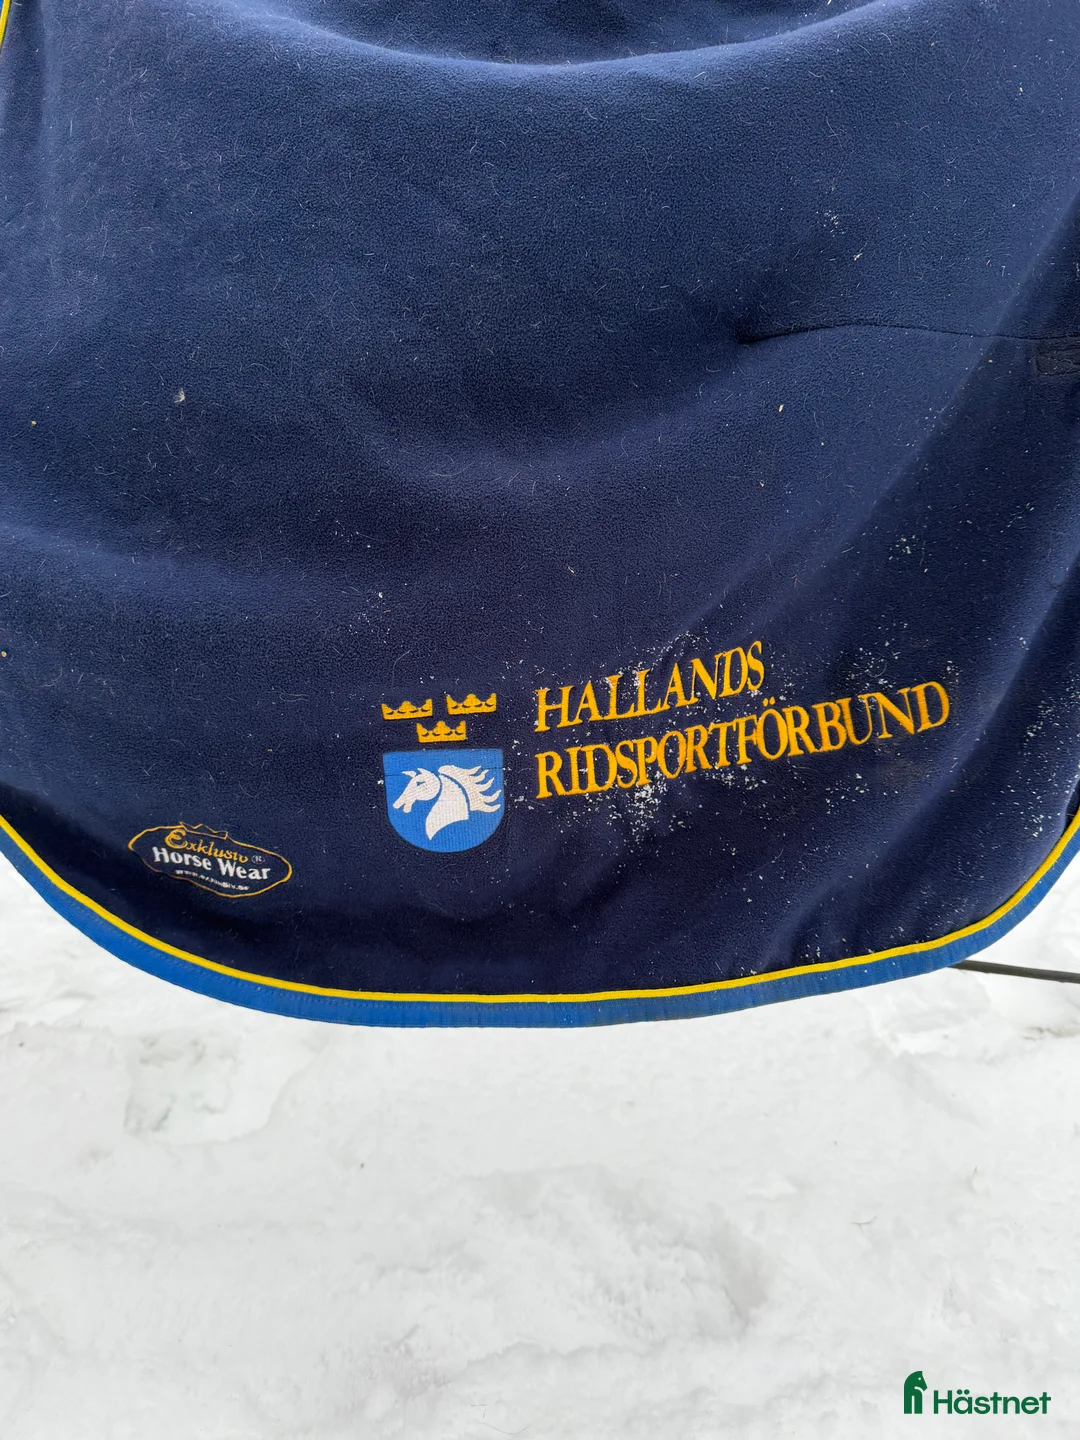 HALLANDS
RIDSPORTFÖRBUND
Exklusiv ®
Horse Wear
Hästnet